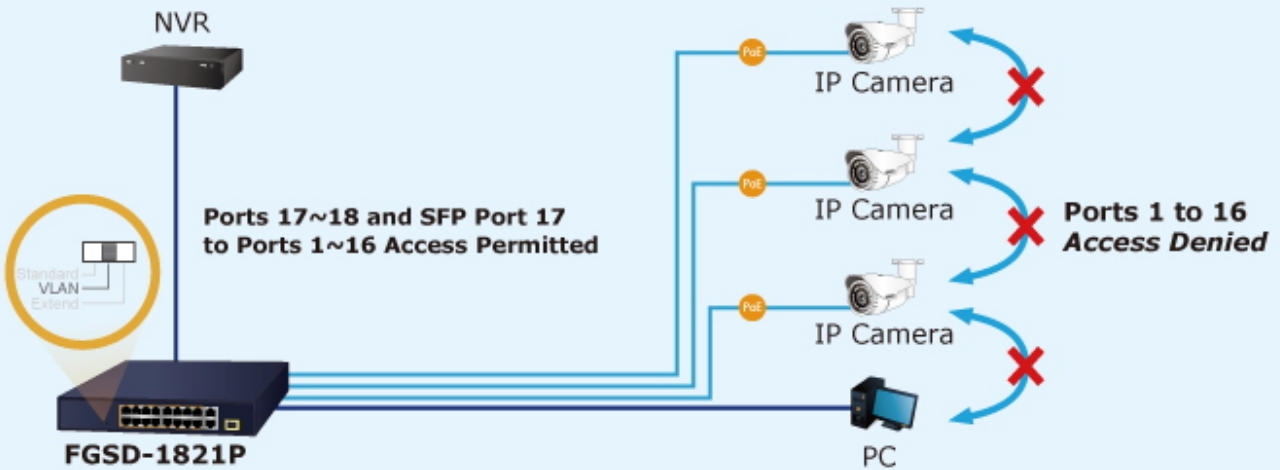 NVR
PoE
IP Camera
PoE
IP Camera
Ports 17~18 and SFP Port 17
to Ports 1~16 Access Permitted
Ports 1 to 16
Access Denied
Standard
VLAN
Extend
PoE
IP Camera
FGSD-1821P
PC